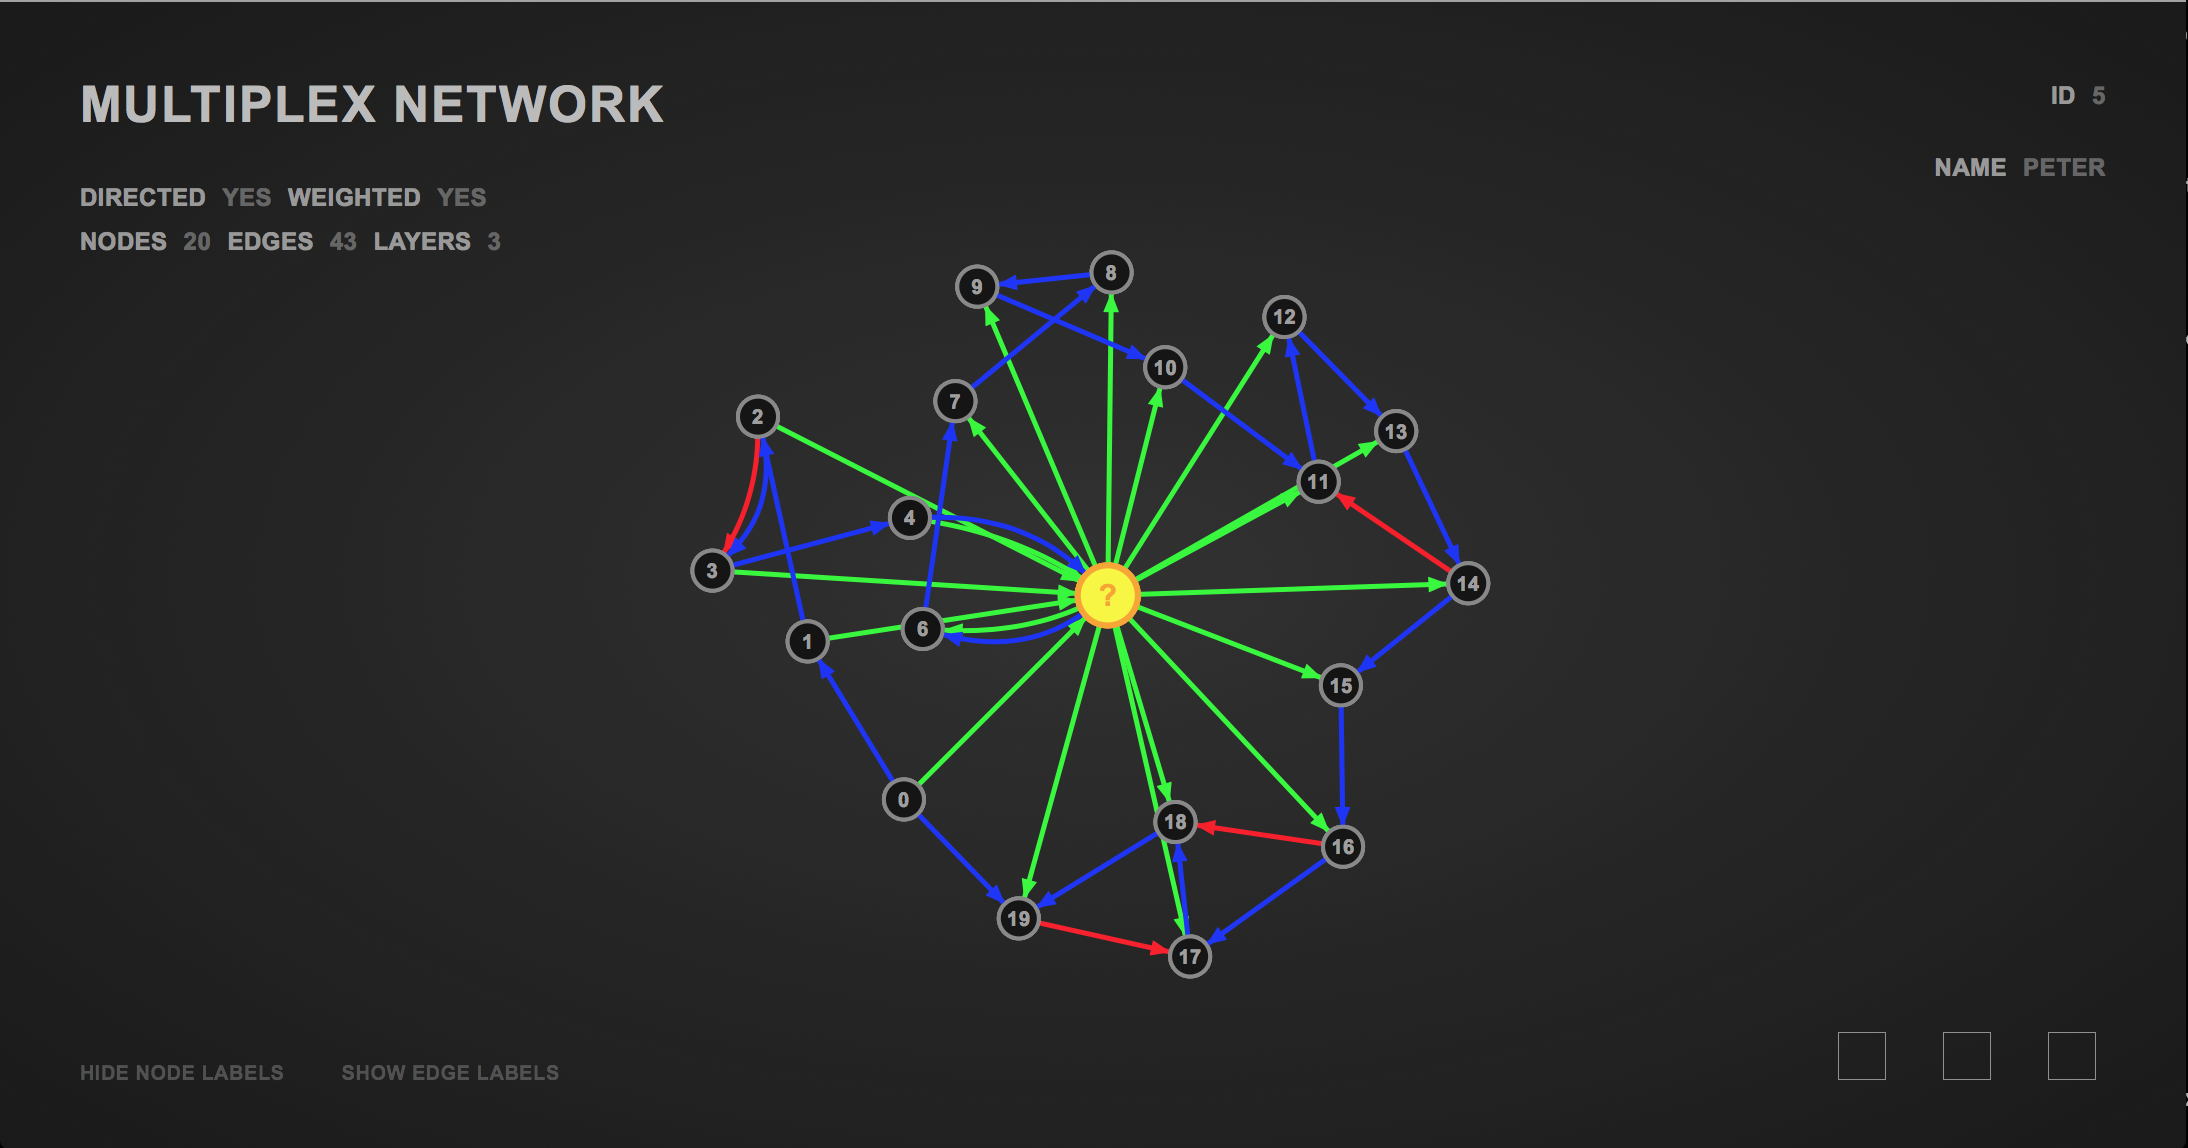 MULTIPLEX NETWORK
ID 5
NAME PETER
DIRECTED YES WEIGHTED YES
NODES 20 EDGES 43 LAYERS 3
9
8
12
10
7
2
13
11
4
3
14
?
6
1
15
0
18
16
19
17
HIDE NODE LABELS
SHOW EDGE LABELS